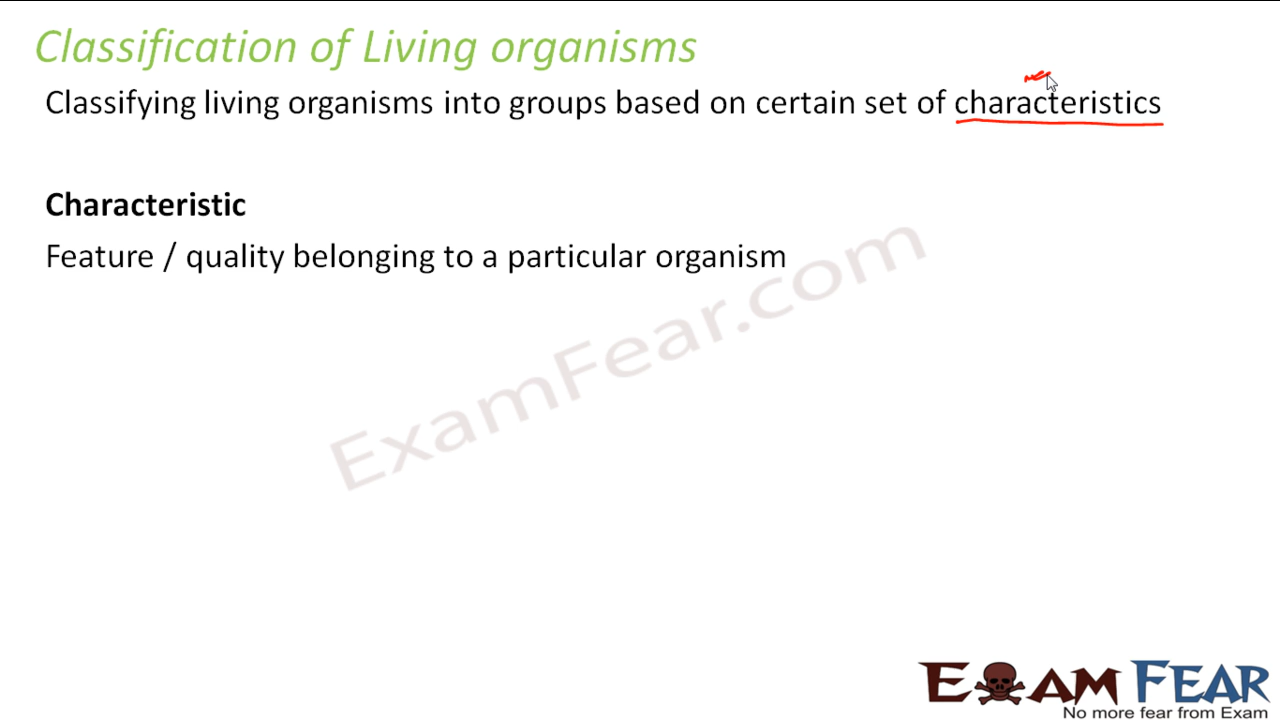 Classification of Living organisms
Classifying living organisms into groups based on certain set of characteristics
Characteristic
Feature / quality belonging to a particular organism
ExamFear.com
EXAM FEAR
No more fear from Exam